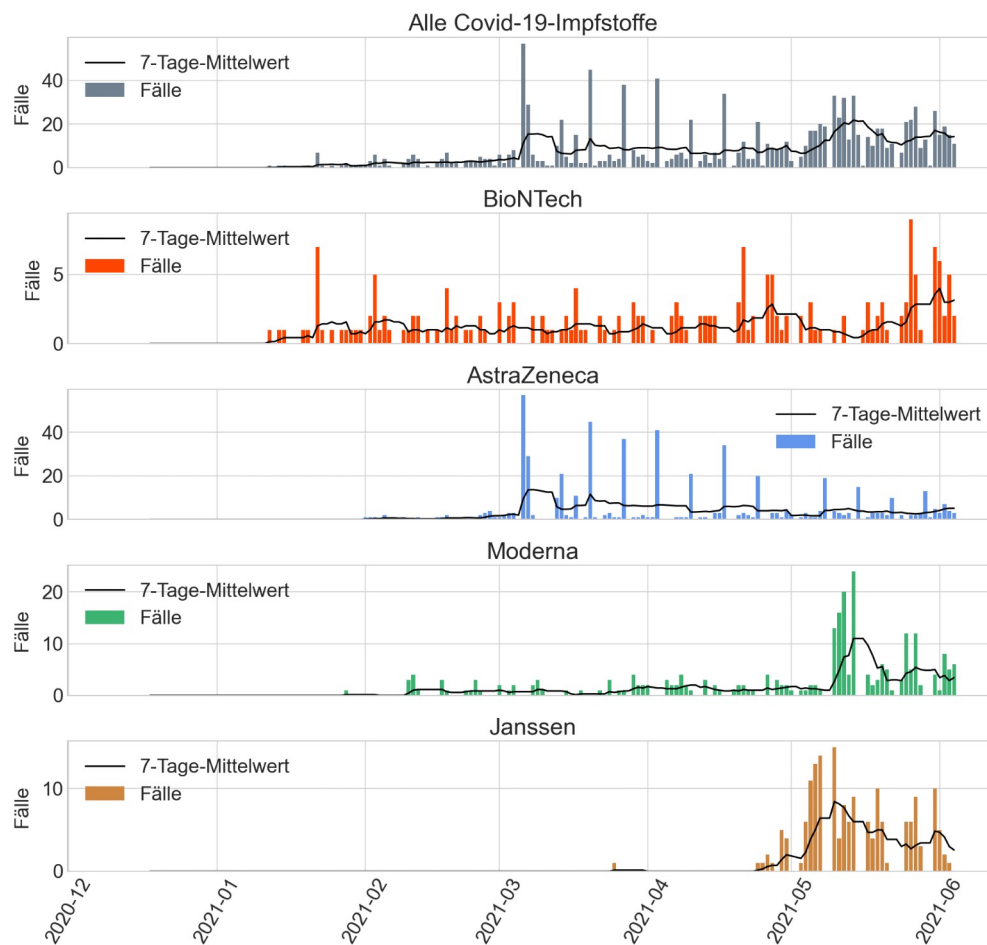 Alle Covid-19-Impfstoffe
Fälle
7-Tage-Mittelwert
Fälle
40
20
0
BioNTech
Fälle
7-Tage-Mittelwert
Fälle
5
0
AstraZeneca
Fälle
7-Tage-Mittelwert
Fälle
40
20
0
Moderna
Fälle
7-Tage-Mittelwert
Fälle
20
10
0
Janssen
Fälle
7-Tage-Mittelwert
Fälle
10
0
2020-12
2021-01
2021-02
2021-03
2021-04
2021-05
2021-06